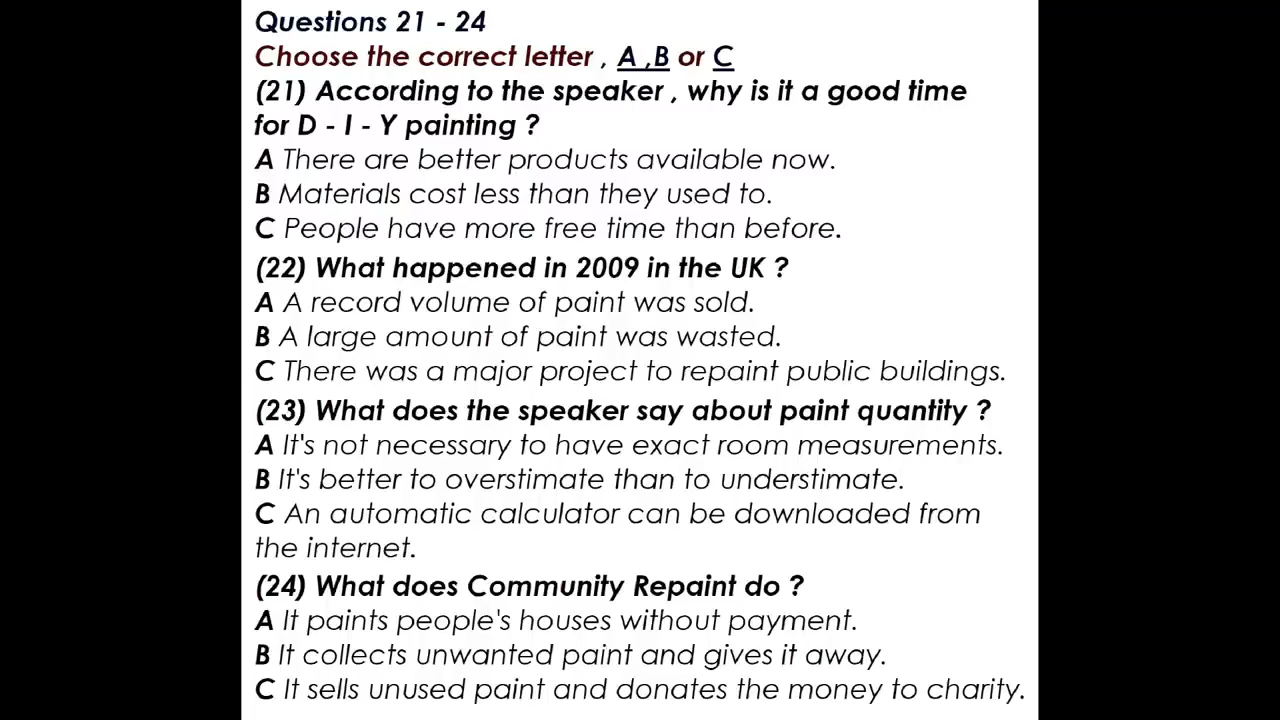 Questions 21 - 24
Choose the correct letter , A ,B or C
(21) According to the speaker , why is it a good time
for D - I - Y painting ?
A There are better products available now.
B Materials cost less than they used to.
C People have more free time than before.
(22) What happened in 2009 in the UK ?
A A record volume of paint was sold.
B A large amount of paint was wasted.
C There was a major project to repaint public buildings.
(23) What does the speaker say about paint quantity ?
A It's not necessary to have exact room measurements.
B It's better to overstimate than to understimate.
C An automatic calculator can be downloaded from
the internet.
(24) What does Community Repaint do ?
A It paints people's houses without payment.
B It collects unwanted paint and gives it away.
C It sells unused paint and donates the money to charity.